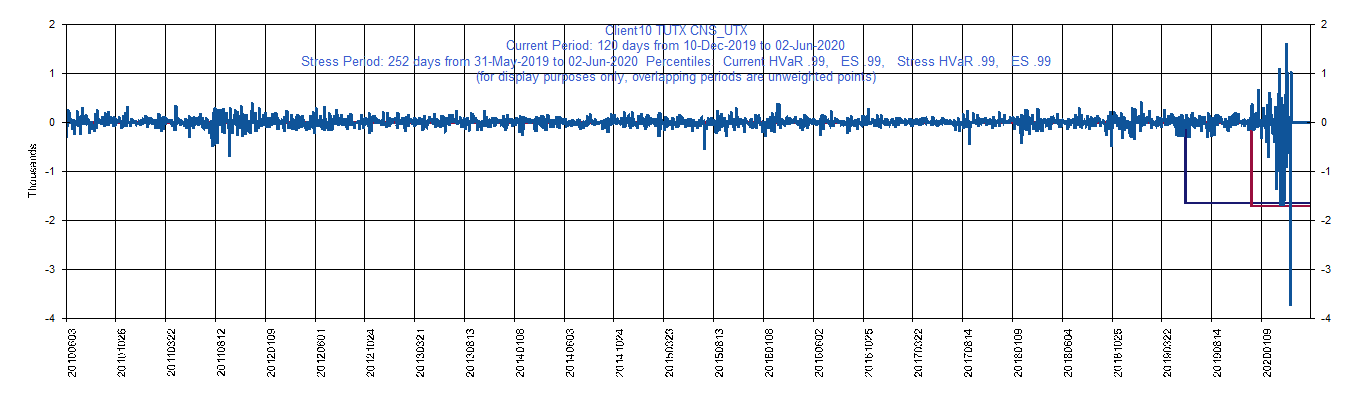 Client10 TUTX CNS_UTX
Current Period: 120 days from 10-Dec-2019 to 02-Jun-2020
Stress Period: 252 days from 31-May-2019 to 02-Jun-2020 Percentiles: Current HVaR .99, ES .99, Stress HVaR .99, ES .99
(for display purposes only, overlapping periods are unweighted points)
2 2
1 1
0 0
Thousands
-1 -1
-2 -2
-3 -3
-4 -4
20100603 20101026 20110322 20110812 20120109 20120601 20121024 20130321 20130813 20140108 20140603 20141024 20150323 20150813 20160108 20160602 20161025 20170322 20170814 20180109 20180604 20181025 20190322 20190814 20200109